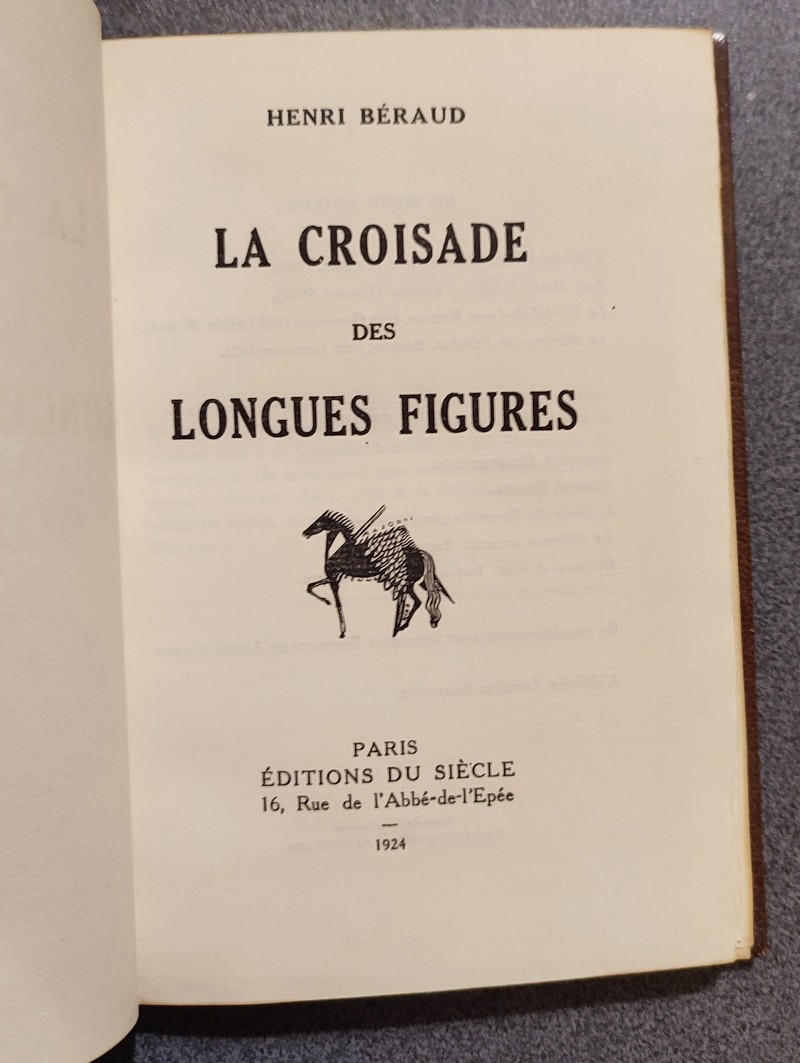 HENRI BÉRAUD
LA CROISADE
DES
LONGUES FIGURES
PARIS
ÉDITIONS DU SIÈCLE
16, Rue de l'Abbé-de-l'Epée
1924